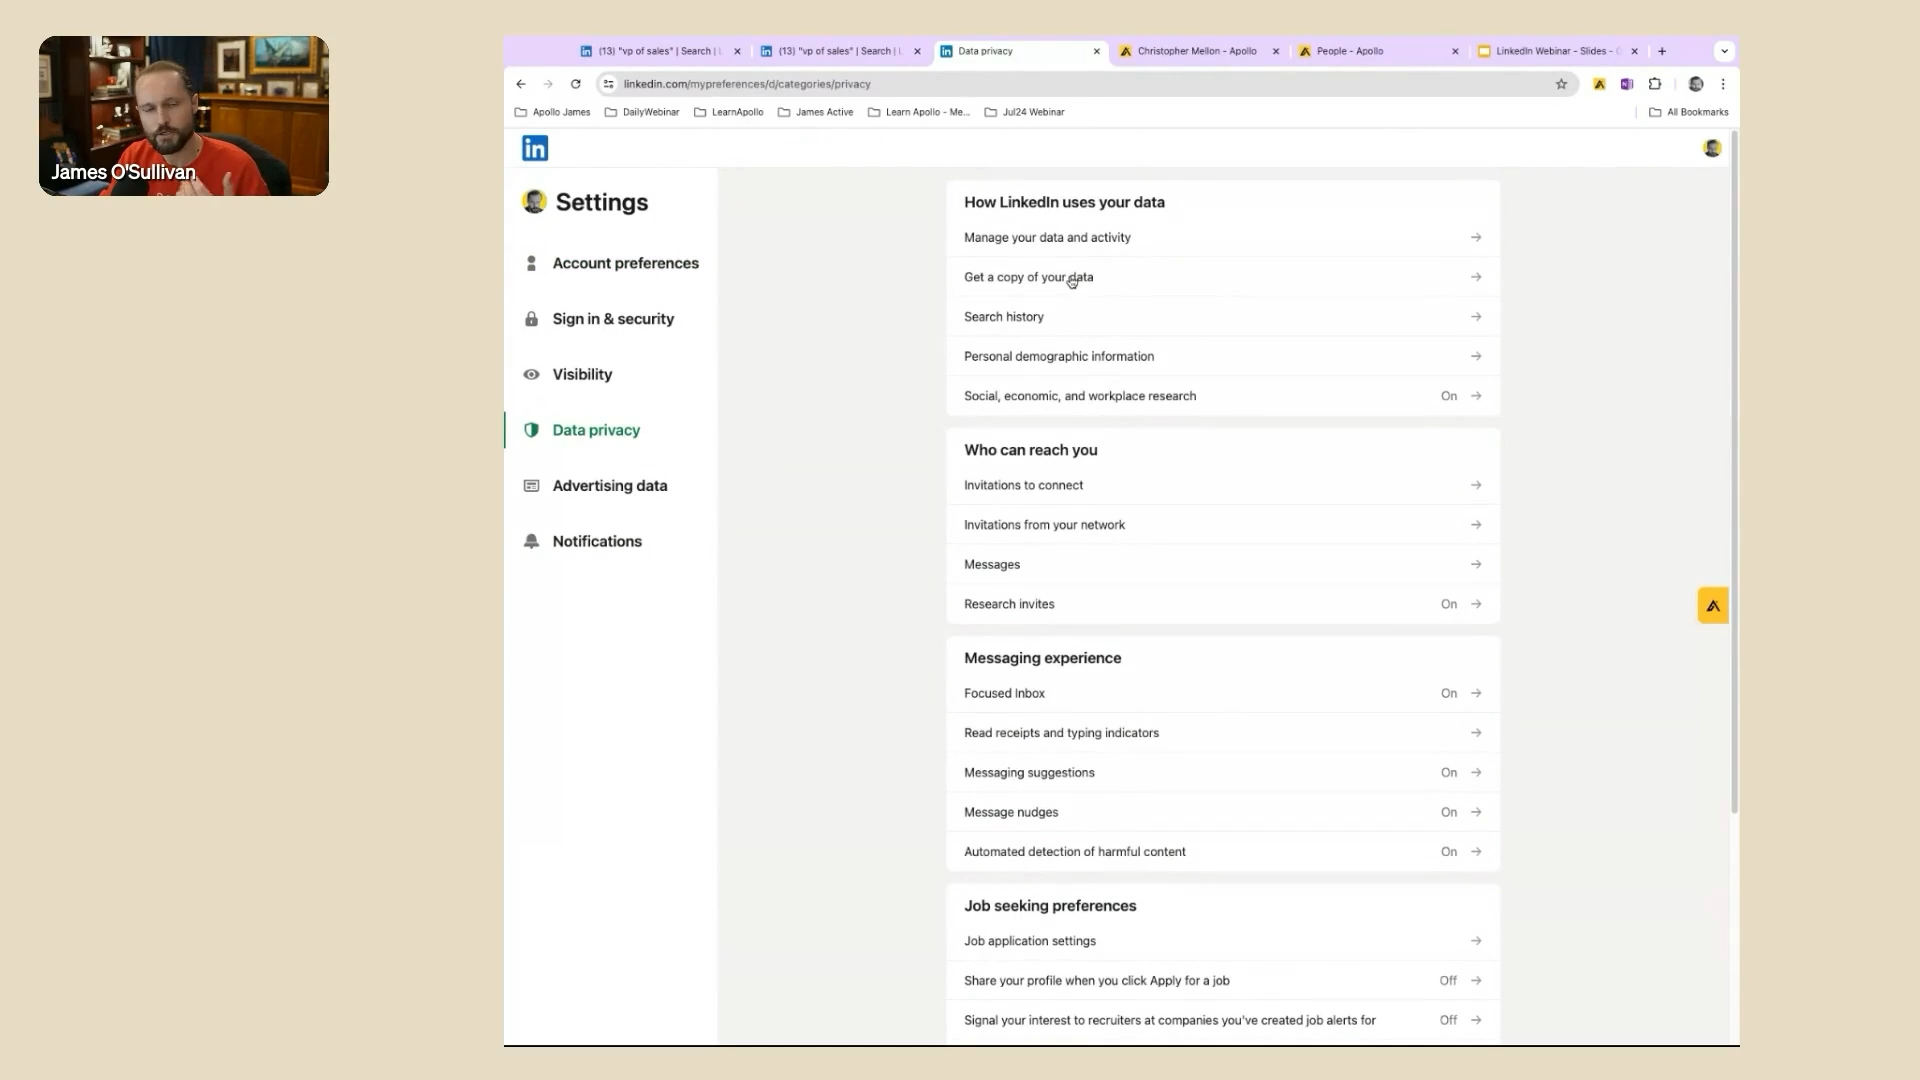 James O'Sullivan
(13) "vp of sales" | Search |
(13) "vp of sales" | Search |
Data privacy
Christopher Mellon - Apollo
People - Apollo
LinkedIn Webinar - Slides -
linkedin.com/mypreferences/d/categories/privacy
Apollo James
DailyWebinar
LearnApollo
James Active
Learn Apollo - Me...
Jul24 Webinar
All Bookmarks
in
Settings
Account preferences
Sign in & security
Visibility
Data privacy
Advertising data
Notifications
How LinkedIn uses your data
Manage your data and activity
Get a copy of your data
Search history
Personal demographic information
Social, economic, and workplace research On
Who can reach you
Invitations to connect
Invitations from your network
Messages
Research invites On
Messaging experience
Focused Inbox On
Read receipts and typing indicators
Messaging suggestions On
Message nudges On
Automated detection of harmful content On
Job seeking preferences
Job application settings
Share your profile when you click Apply for a job Off
Signal your interest to recruiters at companies you've created job alerts for Off